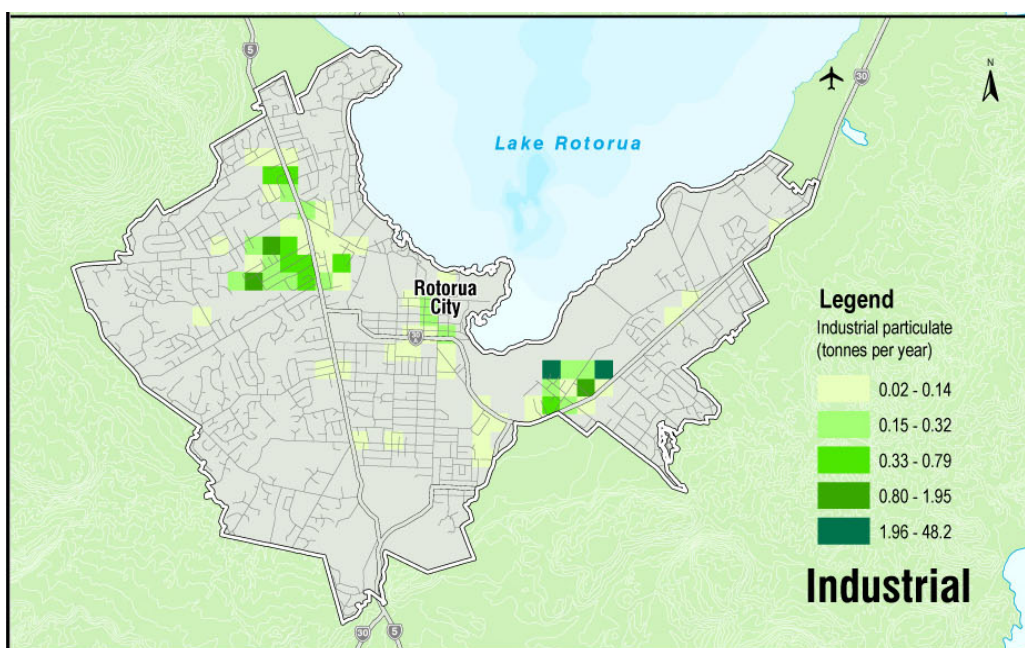 5
30
N
Lake Rotorua
Rotorua
City
30
Legend
Industrial particulate
(tonnes per year)
0.02 - 0.14
0.15 - 0.32
0.33 - 0.79
0.80 - 1.95
1.96 - 48.2
Industrial
30
5